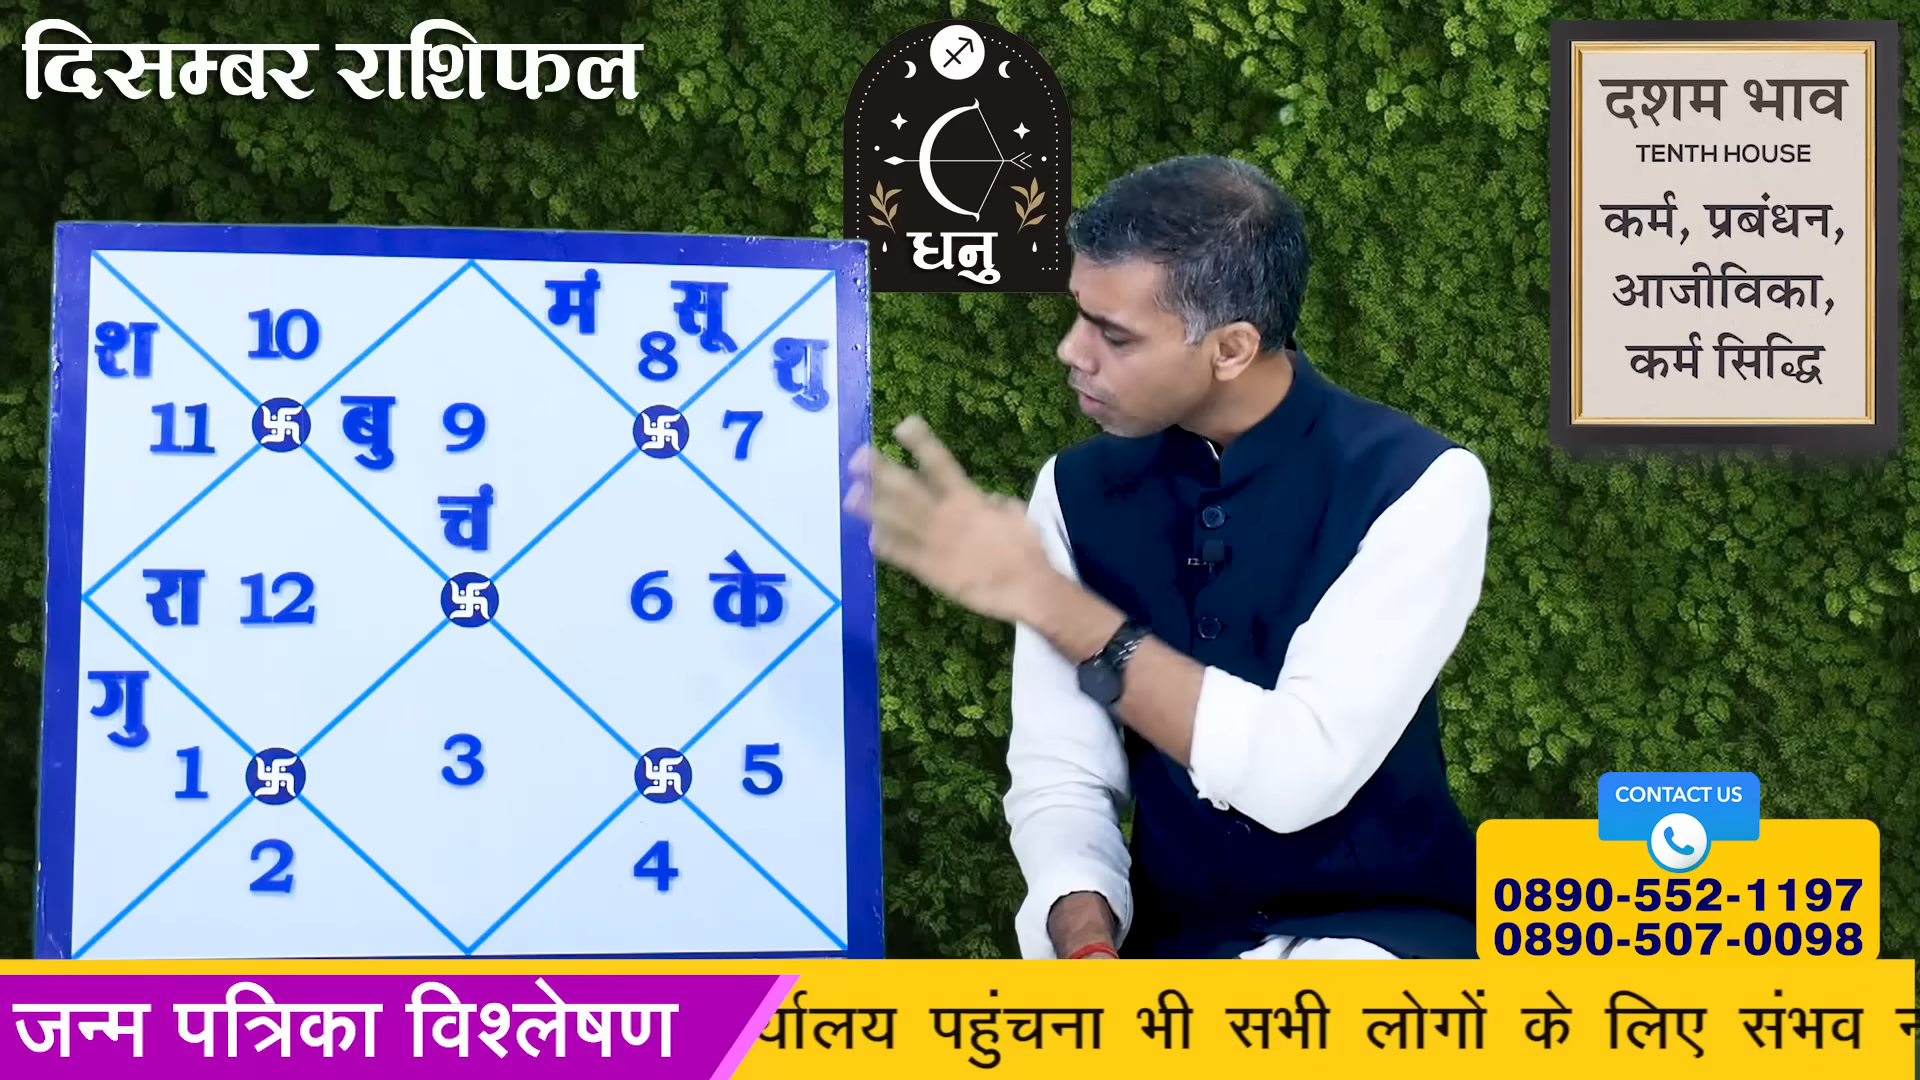 दिसम्बर राशिफल
धनु
दशम भाव
TENTH HOUSE
कर्म, प्रबंधन,
आजीविका,
कर्म सिद्धि
मं सू
श 10 8 शु
11 बु 9 7
चं
रा 12 6 के
गु
1 3 5
2 4
CONTACT US
0890-552-1197
0890-507-0098
जन्म पत्रिका विश्लेषण
पहुंचना भी सभी लोगों के लिए संभव